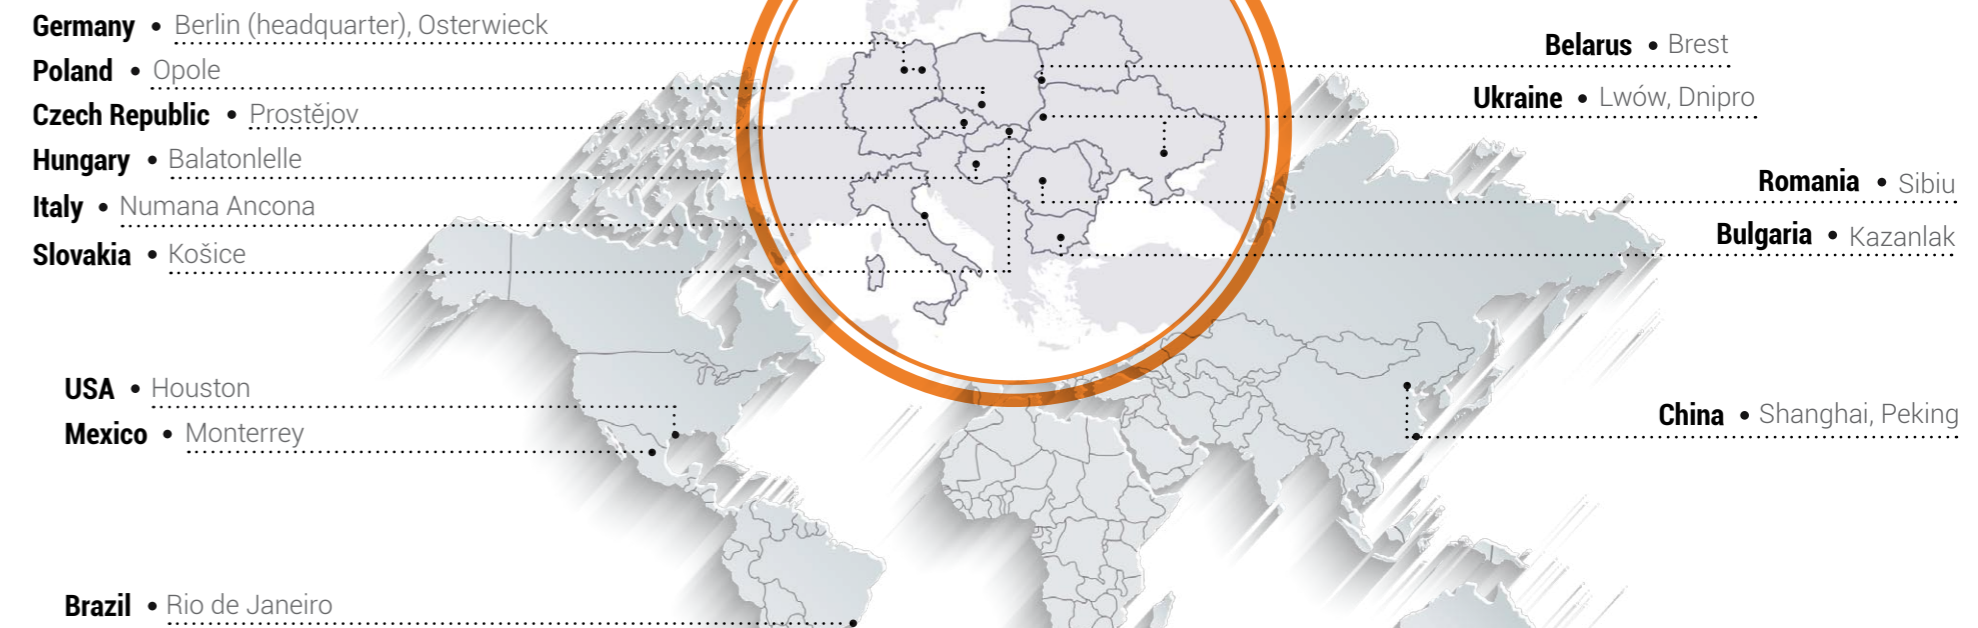 Germany • Berlin (headquarter), Osterwieck
Poland • Opole
Czech Republic • Prostějov
Hungary • Balatonlelle
Italy • Numana Ancona
Slovakia • Košice
USA • Houston
Mexico • Monterrey
Brazil • Rio de Janeiro
Belarus • Brest
Ukraine • Lwów, Dnipro
Romania • Sibiu
Bulgaria • Kazanlak
China • Shanghai, Peking